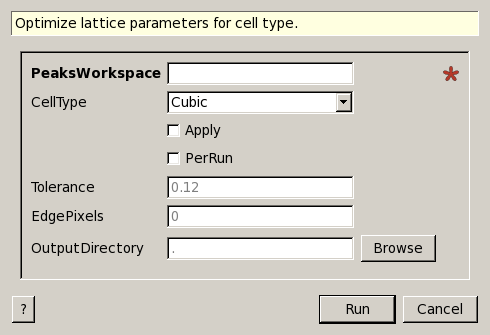 Optimize lattice parameters for cell type.
PeaksWorkspace *
CellType Cubic
Apply
PerRun
Tolerance 0.12
EdgePixels 0
OutputDirectory . Browse
? Run Cancel